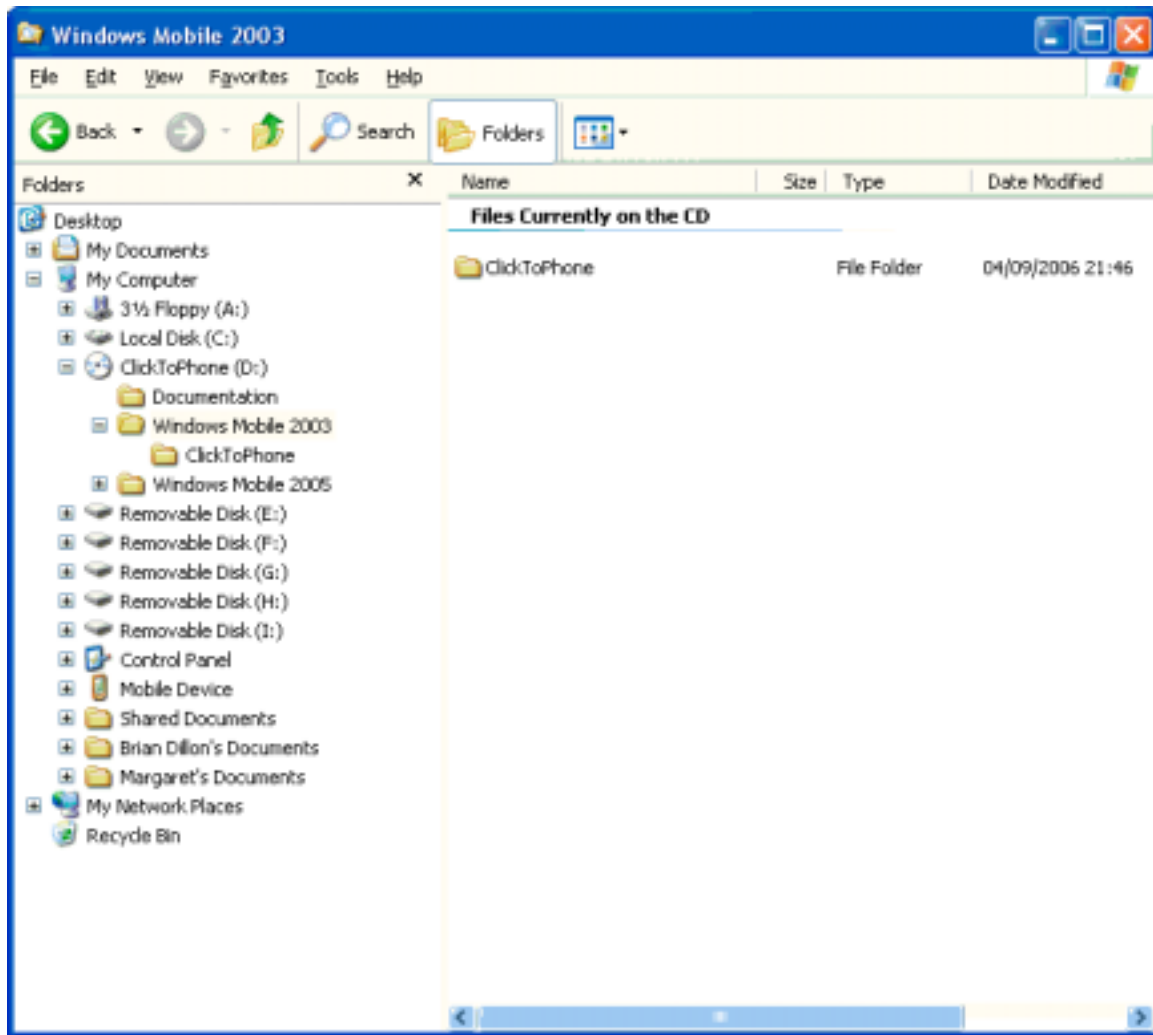 Windows Mobile 2003
File Edit View Favorites Tools Help
Back Search Folders
Folders
Name Size Type Date Modified
Files Currently on the CD
ClickToPhone File Folder 04/09/2006 21:46
Desktop
My Documents
My Computer
3½ Floppy (A:)
Local Disk (C:)
ClickToPhone (D:)
Documentation
Windows Mobile 2003
ClickToPhone
Windows Mobile 2005
Removable Disk (E:)
Removable Disk (F:)
Removable Disk (G:)
Removable Disk (H:)
Removable Disk (I:)
Control Panel
Mobile Device
Shared Documents
Brian Dillon's Documents
Margaret's Documents
My Network Places
Recycle Bin